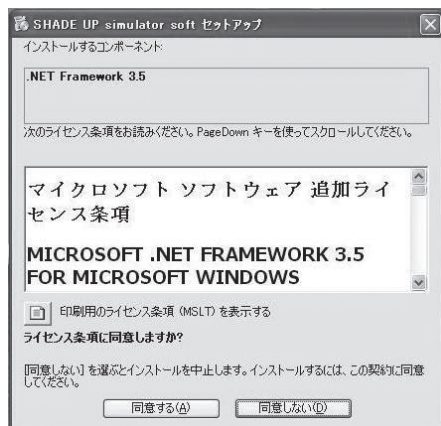 SHADE UP simulator soft セットアップ
インストールするコンポーネント:
.NET Framework 3.5
次のライセンス条項をお読みください。PageDown キーを使ってスクロールしてください。
マイクロソフト ソフトウェア 追加ライ
センス条項
MICROSOFT .NET FRAMEWORK 3.5
FOR MICROSOFT WINDOWS
印刷用のライセンス条項 (MSLT) を表示する
ライセンス条項に同意しますか?
[同意しない] を選ぶとインストールを中止します。インストールするには、この契約に同意
してください。
同意する(A) 同意しない(D)